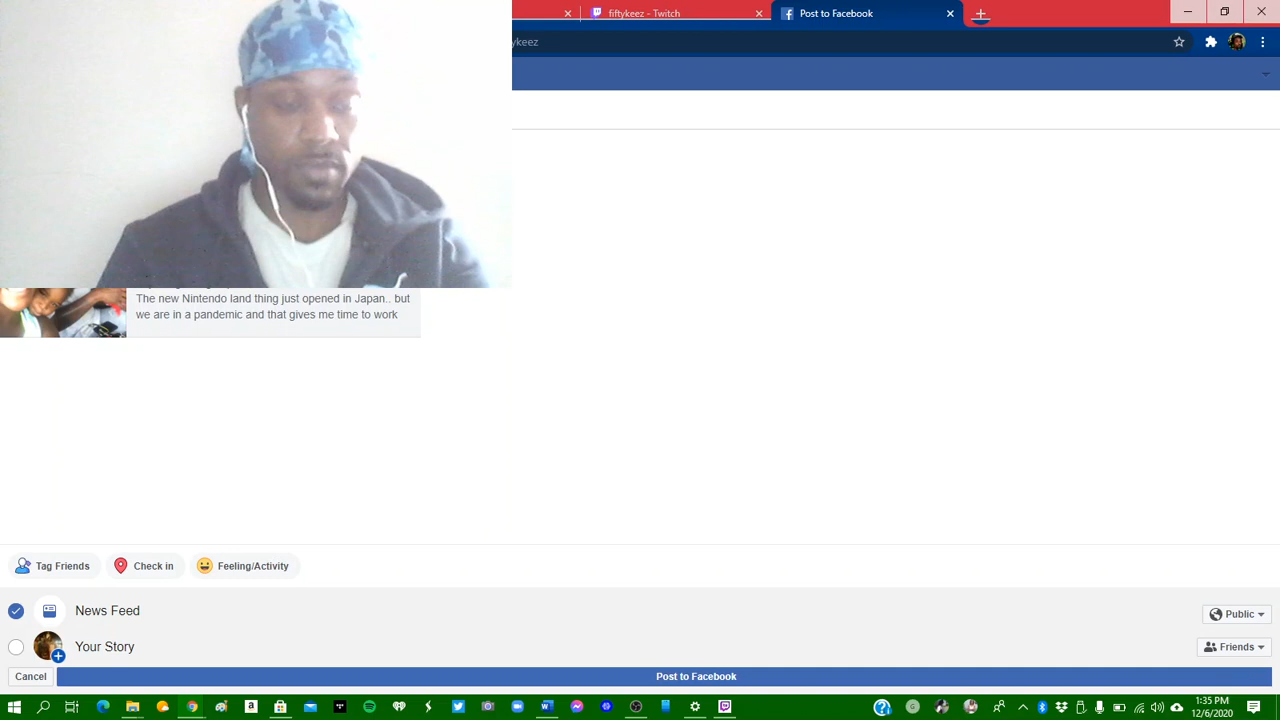 fiftykeez - Twitch
Post to Facebook
ykeez
The new Nintendo land thing just opened in Japan.. but
we are in a pandemic and that gives me time to work
Tag Friends
Check in
Feeling/Activity
News Feed
Public
Your Story
Friends
Cancel
Post to Facebook
1:35 PM
12/6/2020